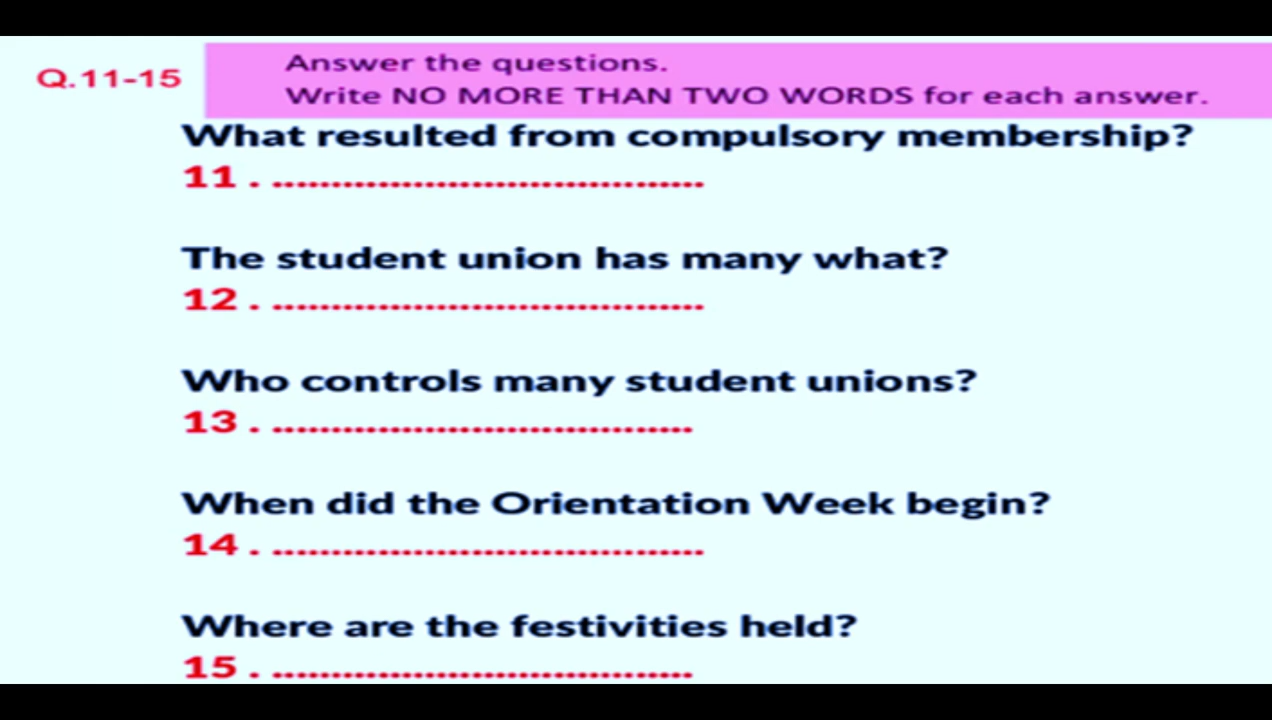 Q.11-15
Answer the questions.
Write NO MORE THAN TWO WORDS for each answer.
What resulted from compulsory membership?
11 . .....................................
The student union has many what?
12 . .....................................
Who controls many student unions?
13 . ....................................
When did the Orientation Week begin?
14 . .....................................
Where are the festivities held?
15 . ....................................